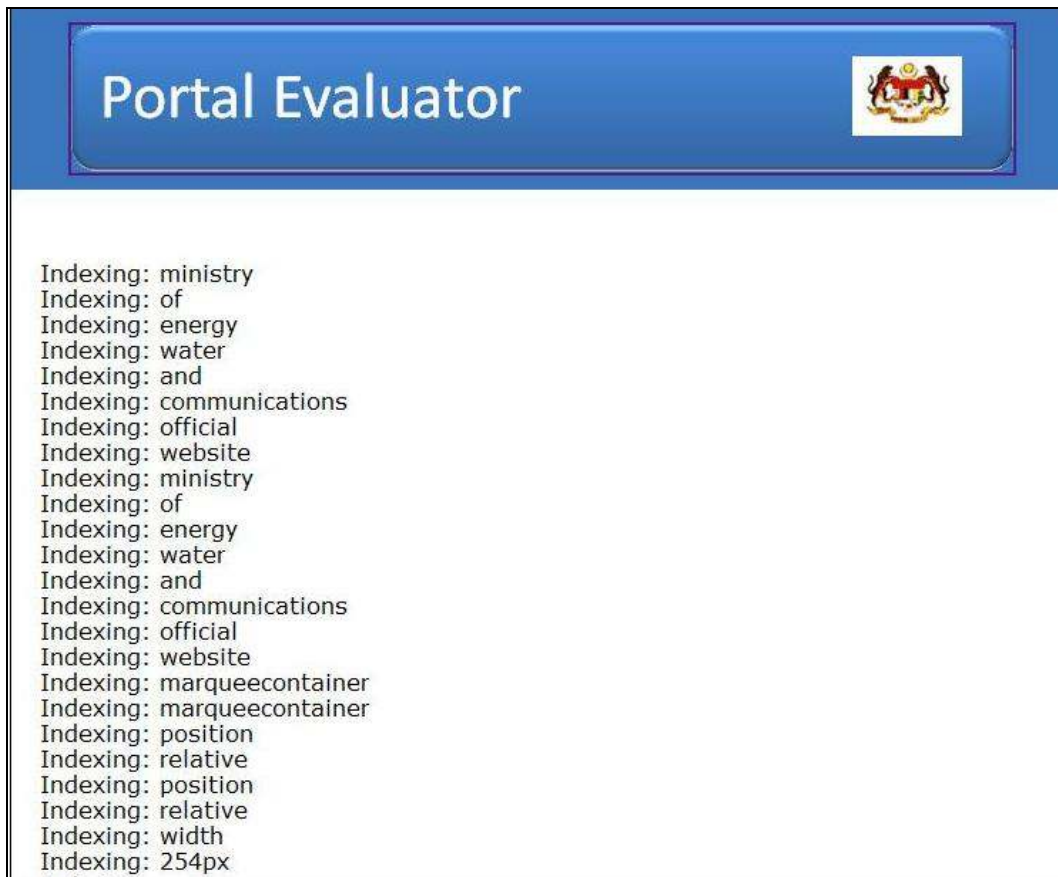 Portal Evaluator
Indexing: ministry
Indexing: of
Indexing: energy
Indexing: water
Indexing: and
Indexing: communications
Indexing: official
Indexing: website
Indexing: ministry
Indexing: of
Indexing: energy
Indexing: water
Indexing: and
Indexing: communications
Indexing: official
Indexing: website
Indexing: marqueecontainer
Indexing: marqueecontainer
Indexing: position
Indexing: relative
Indexing: position
Indexing: relative
Indexing: width
Indexing: 254px